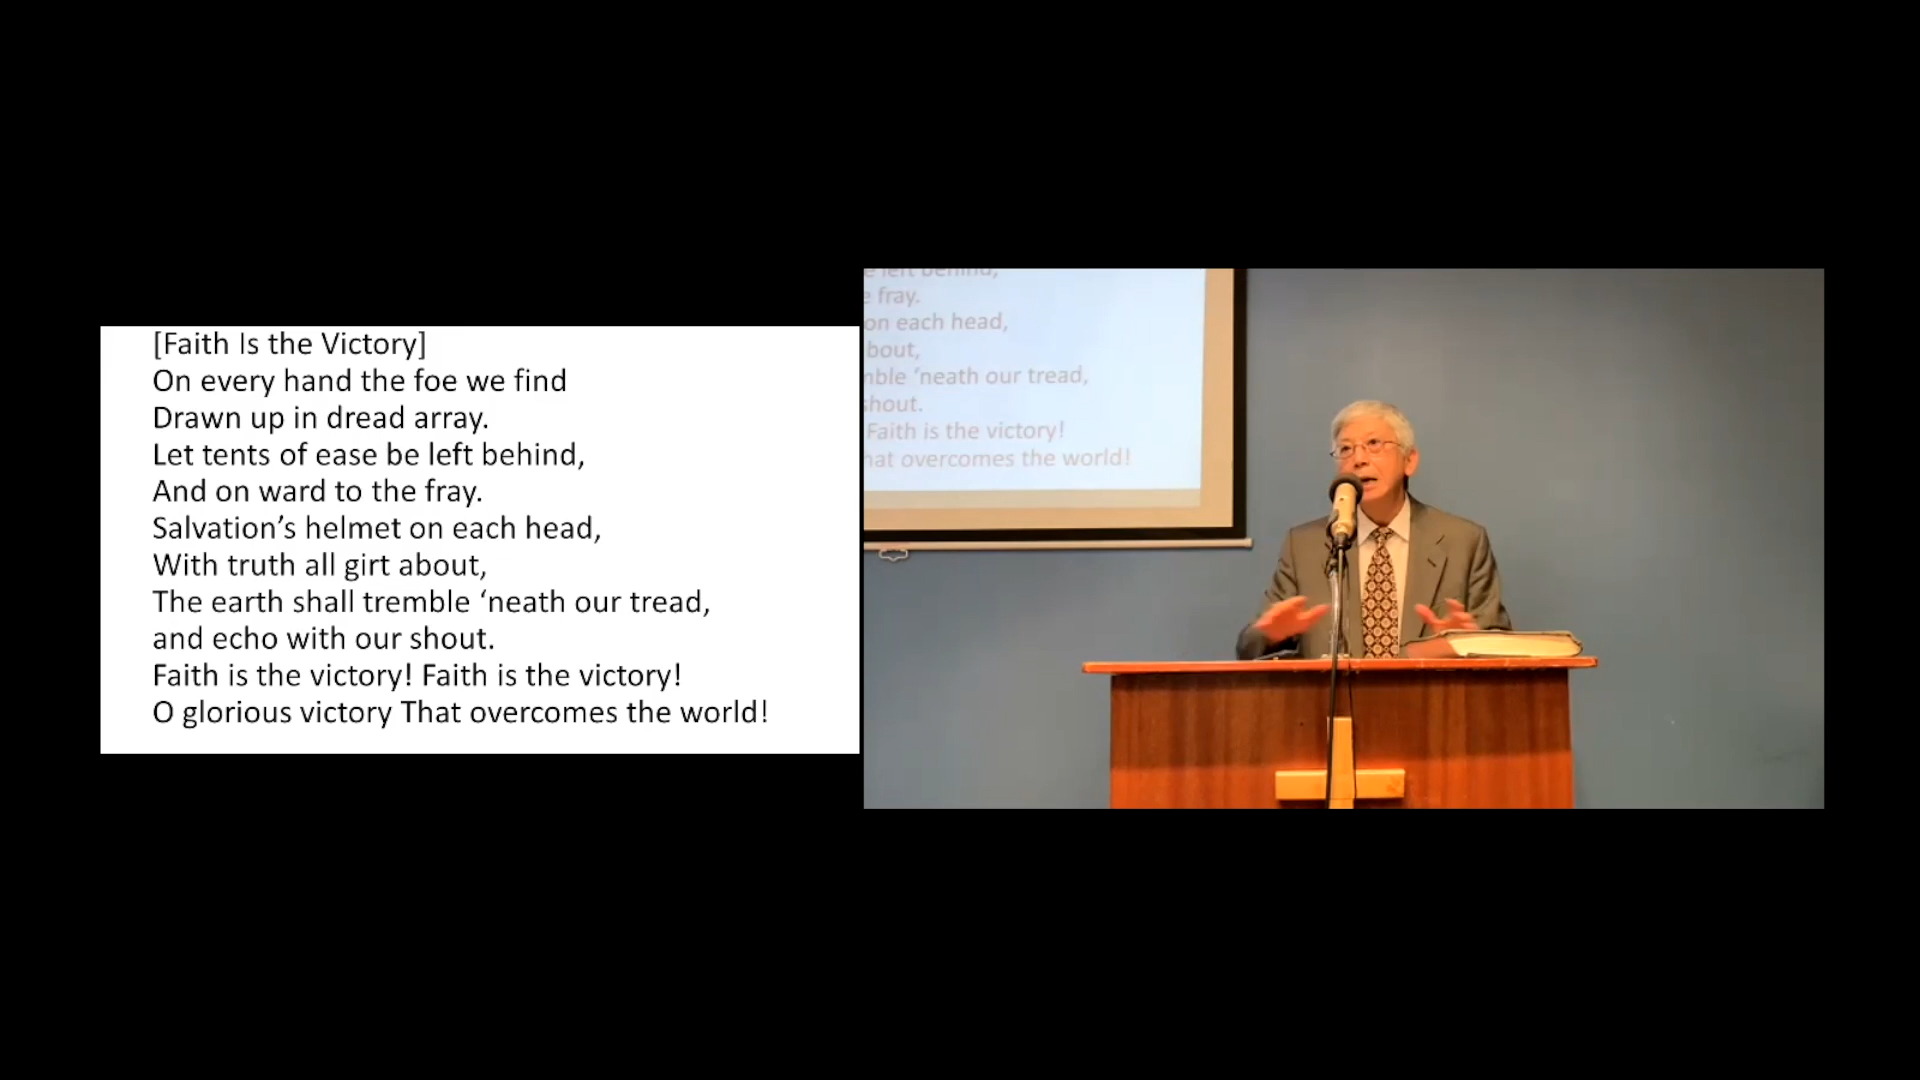 [Faith Is the Victory]
On every hand the foe we find
Drawn up in dread array.
Let tents of ease be left behind,
And on ward to the fray.
Salvation’s helmet on each head,
With truth all girt about,
The earth shall tremble ‘neath our tread,
and echo with our shout.
Faith is the victory! Faith is the victory!
O glorious victory That overcomes the world!
left behind,
fray.
on each head,
‘neath our tread,
shout.
Faith is the victory!
overcomes the world!